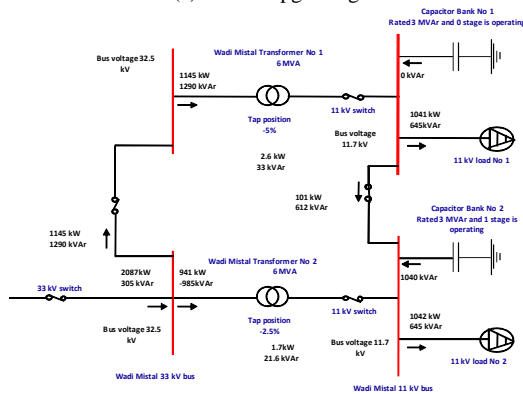 Capacitor Bank No 1
Rated 3 MVAr and 0 stage is operating
Wadi Mistal Transformer No 1
6 MVA
Bus voltage 32.5
kV
1145 kW
1290 kVAr
0 kVAr
Tap position
-5%
11 kV switch
1041 kW
645kVAr
Bus voltage
11.7 kV
2.6 kW
33 kVAr
11 kV load No 1
101 kW
612 kVAr
Capacitor Bank No 2
Rated 3 MVAr and 1 stage is
operating
1145 kW
1290 kVAr
Wadi Mistal Transformer No 2
6 MVA
2087kW
305 kVAr
941 kW
-985kVAr
1040 kVAr
33 kV switch
11 kV switch
Tap position
-2.5%
1042 kW
645 kVAr
Bus voltage 32.5
kV
1.7kW
21.6 kVAr
Bus voltage 11.7
kV
11 kV load No 2
Wadi Mistal 33 kV bus
Wadi Mistal 11 kV bus